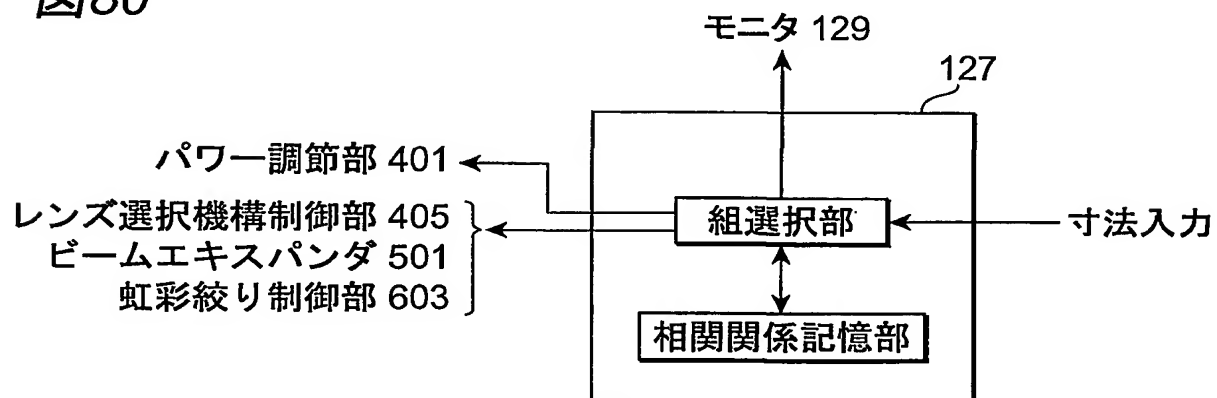 図80
モニタ 129
127
パワー調節部 401
レンズ選択機構制御部 405
ビームエキスパンダ 501
虹彩絞り制御部 603
組選択部
寸法入力
相関関係記憶部